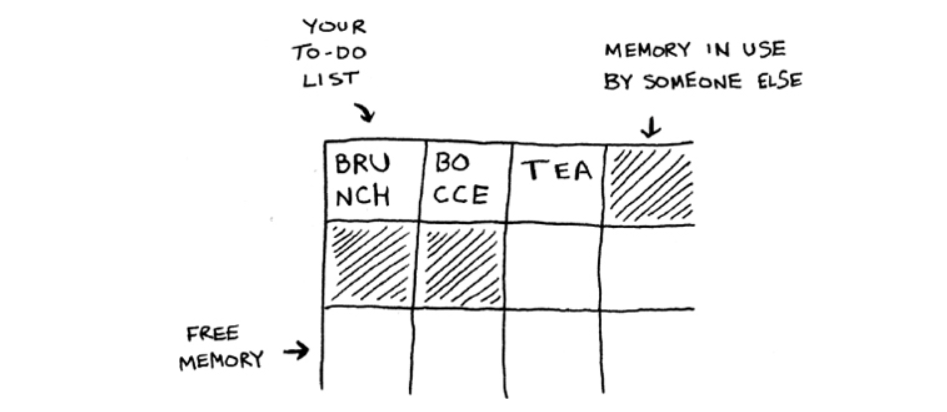 YOUR
TO-DO
LIST
MEMORY IN USE
BY SOMEONE ELSE
BRU
NCH
BO
CCE
TEA
FREE
MEMORY